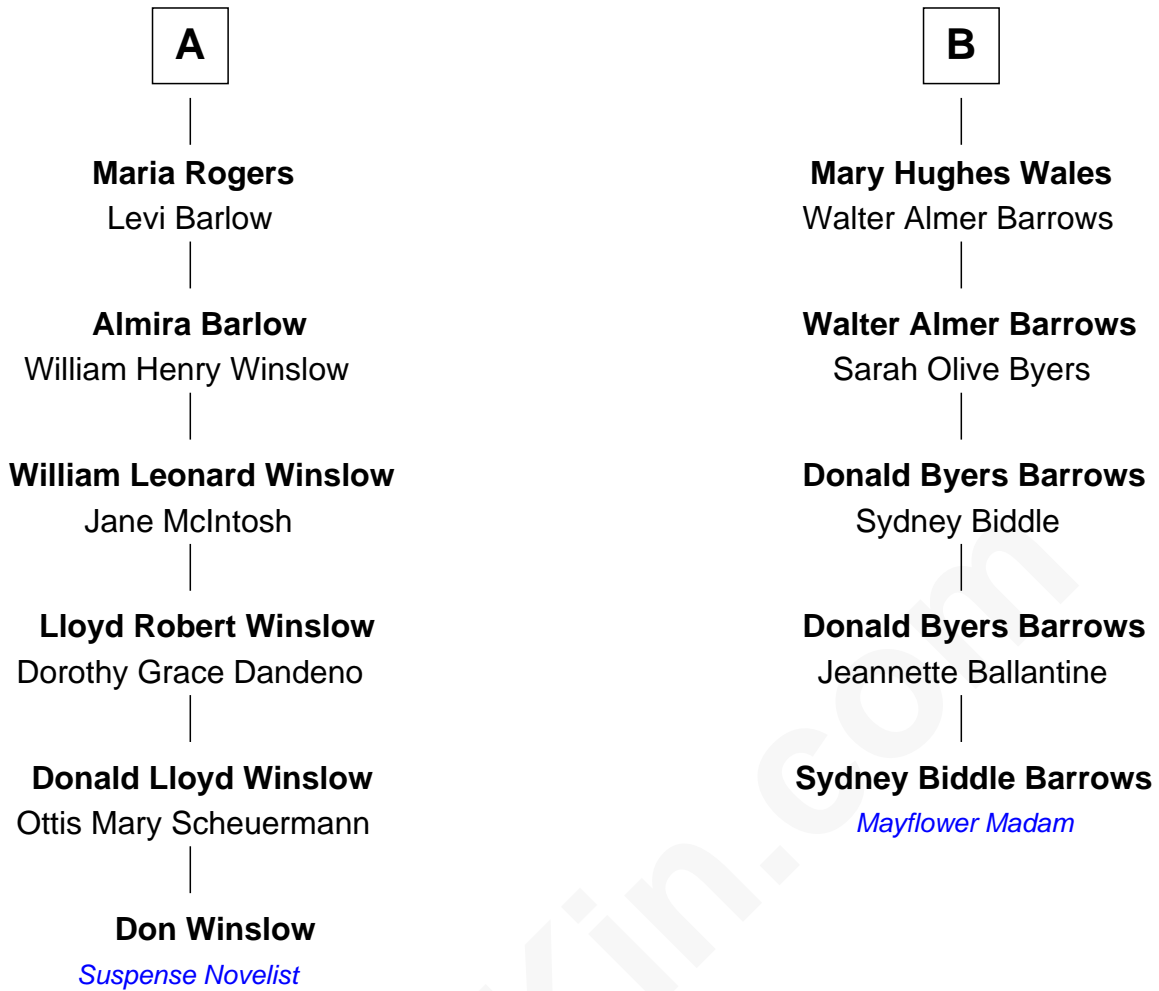 A
B
Maria Rogers
Levi Barlow
Mary Hughes Wales
Walter Almer Barrows
Almira Barlow
William Henry Winslow
Walter Almer Barrows
Sarah Olive Byers
William Leonard Winslow
Jane McIntosh
Donald Byers Barrows
Sydney Biddle
Lloyd Robert Winslow
Dorothy Grace Dandeno
Donald Byers Barrows
Jeannette Ballantine
Donald Lloyd Winslow
Ottis Mary Scheuermann
Sydney Biddle Barrows
Mayflower Madam
Don Winslow
Suspense Novelist
Kin.com